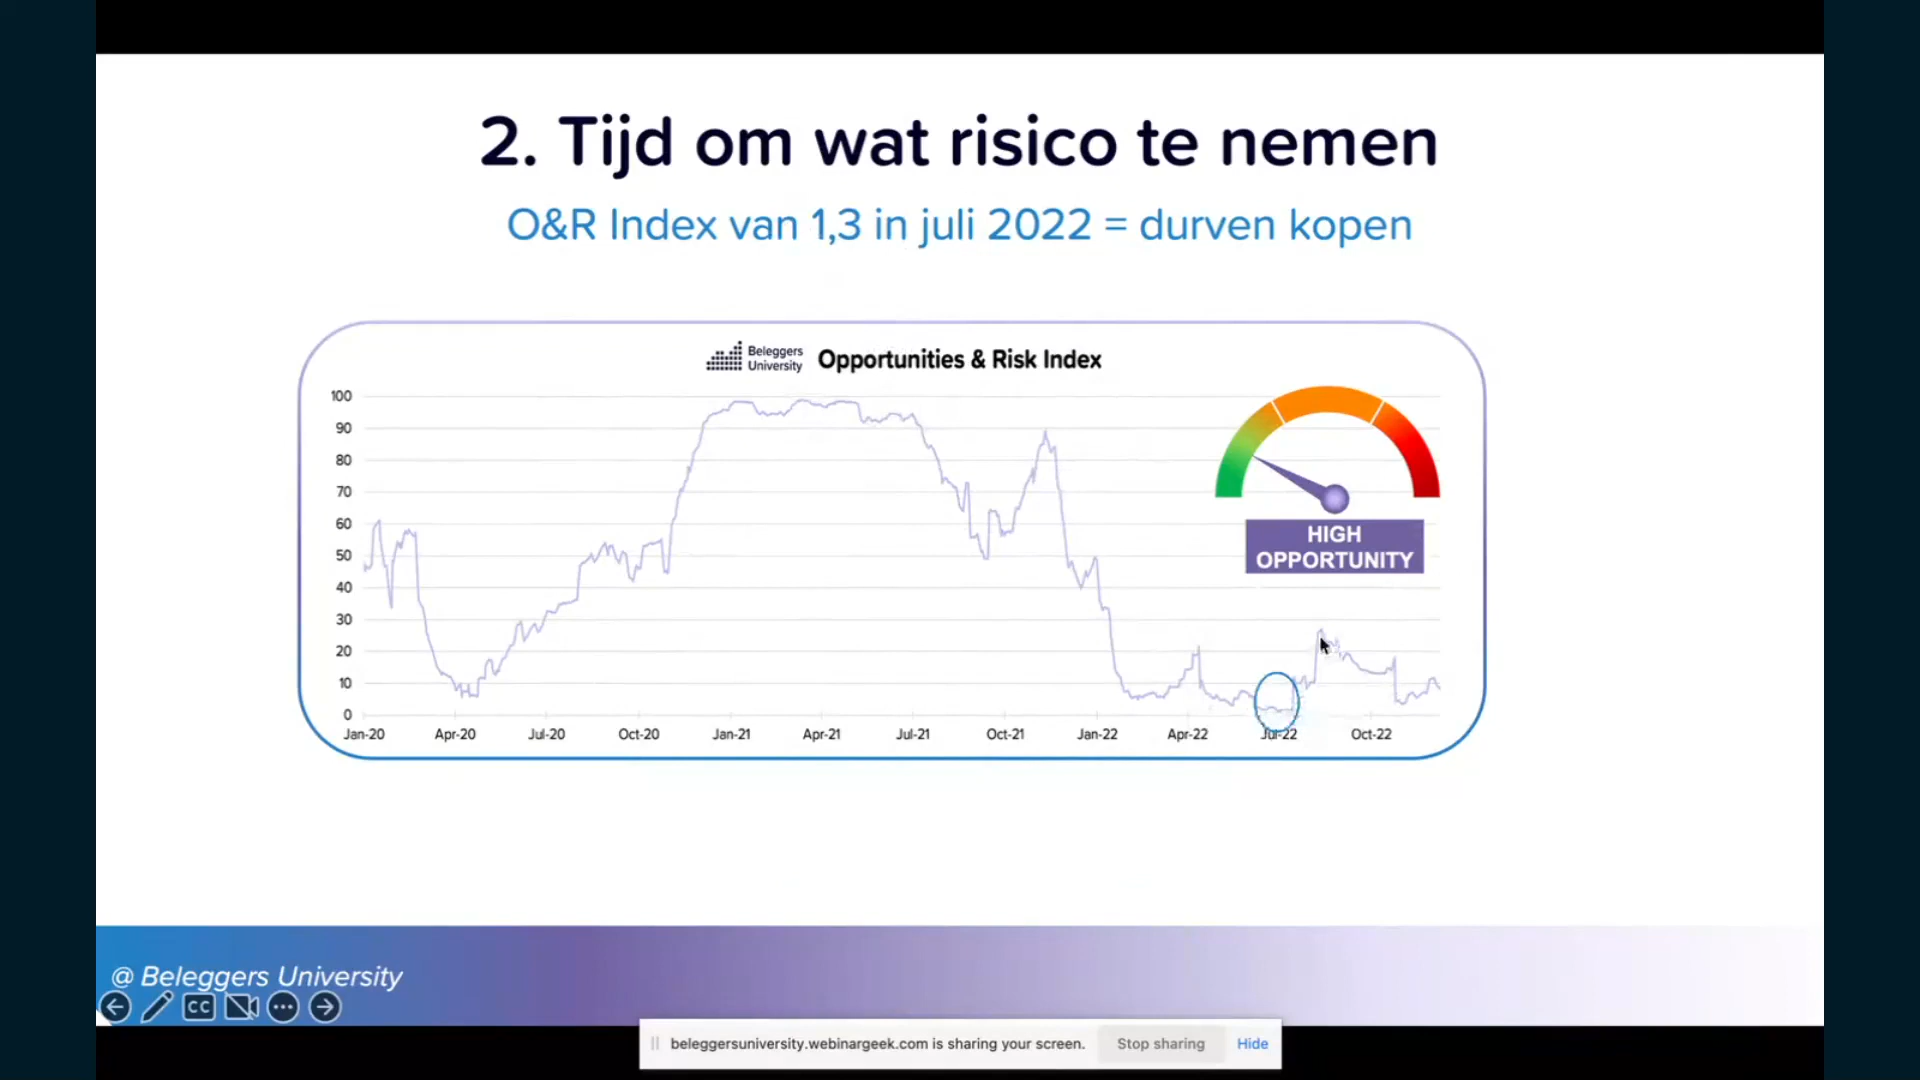 2. Tijd om wat risico te nemen
O&R Index van 1,3 in juli 2022 = durven kopen
Beleggers
University
Opportunities & Risk Index
100
90
80
70
60
50
40
30
20
10
0
Jan-20 Apr-20 Jul-20 Oct-20 Jan-21 Apr-21 Jul-21 Oct-21 Jan-22 Apr-22 Jul-22 Oct-22
HIGH
OPPORTUNITY
@ Beleggers University
CC
beleggersuniversity.webinargeek.com is sharing your screen. Stop sharing Hide